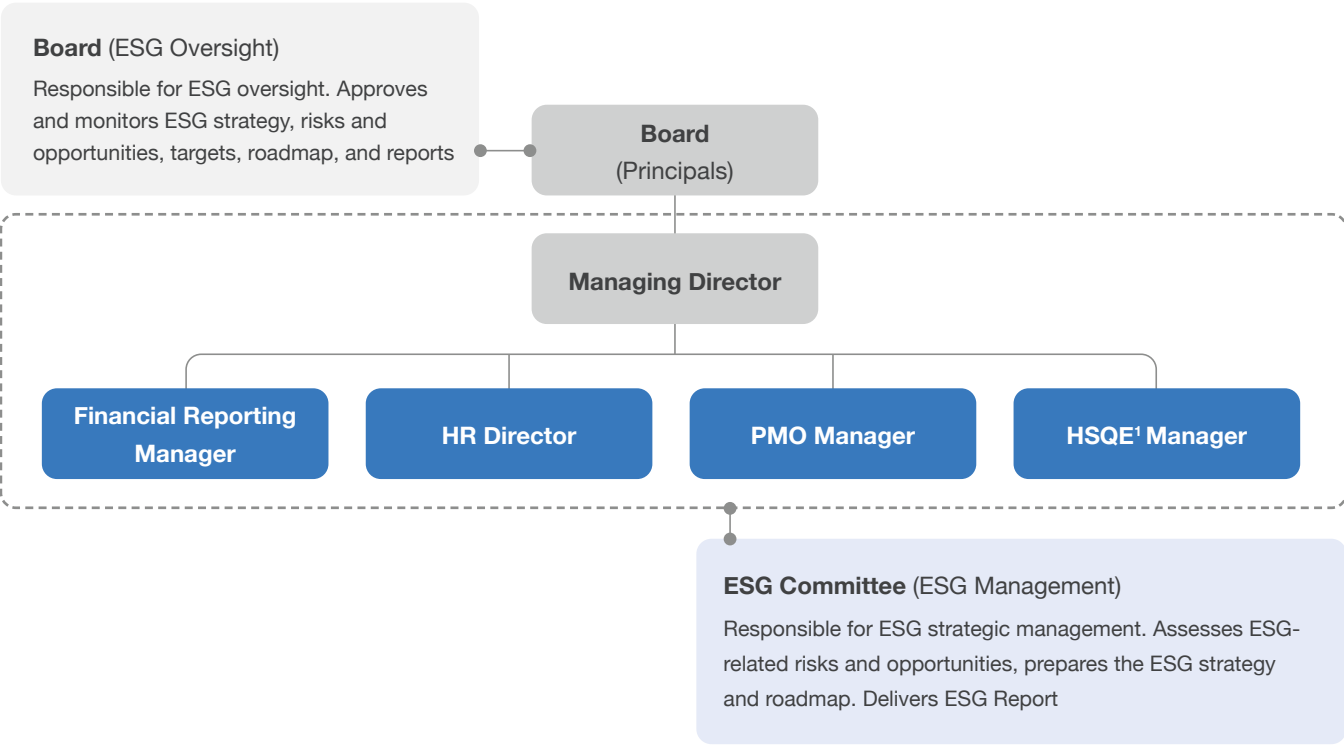 Board (ESG Oversight)
Responsible for ESG oversight. Approves
and monitors ESG strategy, risks and
opportunities, targets, roadmap, and reports
Board
(Principals)
Managing Director
Financial Reporting
Manager
HR Director
PMO Manager
HSQE¹ Manager
ESG Committee (ESG Management)
Responsible for ESG strategic management. Assesses ESG-
related risks and opportunities, prepares the ESG strategy
and roadmap. Delivers ESG Report